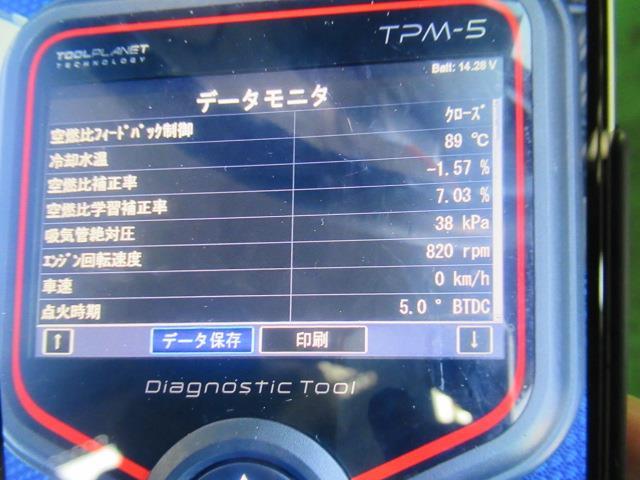 TPM-5
TOOLPLANET
TECHNOLOGY
Batt: 14.28 V
データモニタ
空燃比ﾌｨｰﾄﾞﾊﾞｯｸ制御 ｸﾛｰｽﾞ
冷却水温 89 ℃
空燃比補正率 -1.57 %
空燃比学習補正率 7.03 %
吸気管絶対圧 38 kPa
ｴﾝｼﾞﾝ回転速度 820 rpm
車速 0 km/h
点火時期 5.0 ° BTDC
↑ データ保存 印刷 ↓
Diagnostic Tool